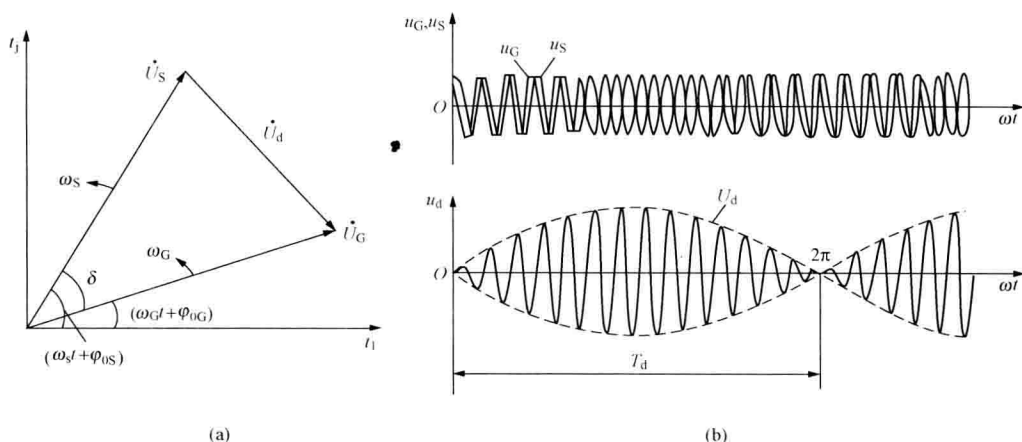 t_J
U̇_S
U̇_d
ω_S
U̇_G
ω_G
δ
(ω_G t+φ_0G)
t_1
(ω_s t+φ_0S)
(a)
u_G,u_S
u_G
u_S
O
ωt
u_d
U_d
2π
O
ωt
T_d
(b)